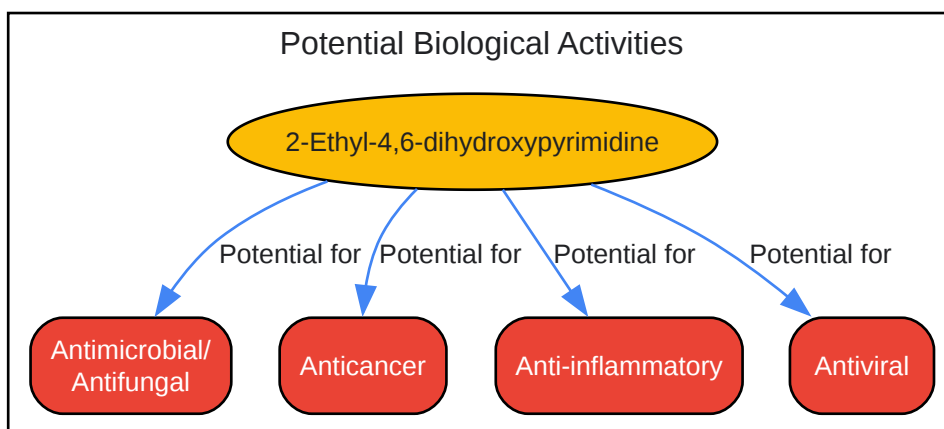 Potential Biological Activities
2-Ethyl-4,6-dihydroxypyrimidine
Potential for
Potential for
Potential for
Potential for
Antimicrobial/
Antifungal
Anticancer
Anti-inflammatory
Antiviral